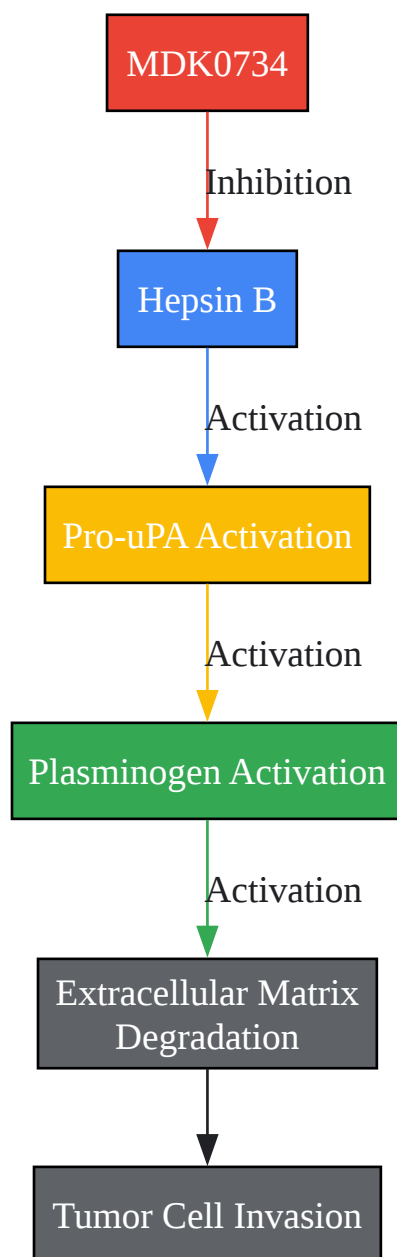 MDK0734
Inhibition
Hepsin B
Activation
Pro-uPA Activation
Activation
Plasminogen Activation
Activation
Extracellular Matrix
Degradation
Tumor Cell Invasion